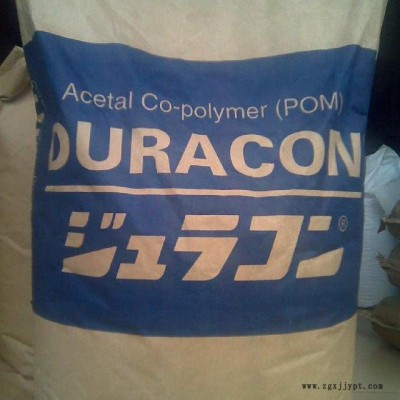 Acetal Co-polymer (POM)
DURACON
ジュラコン®
www.zgxjjypt.com